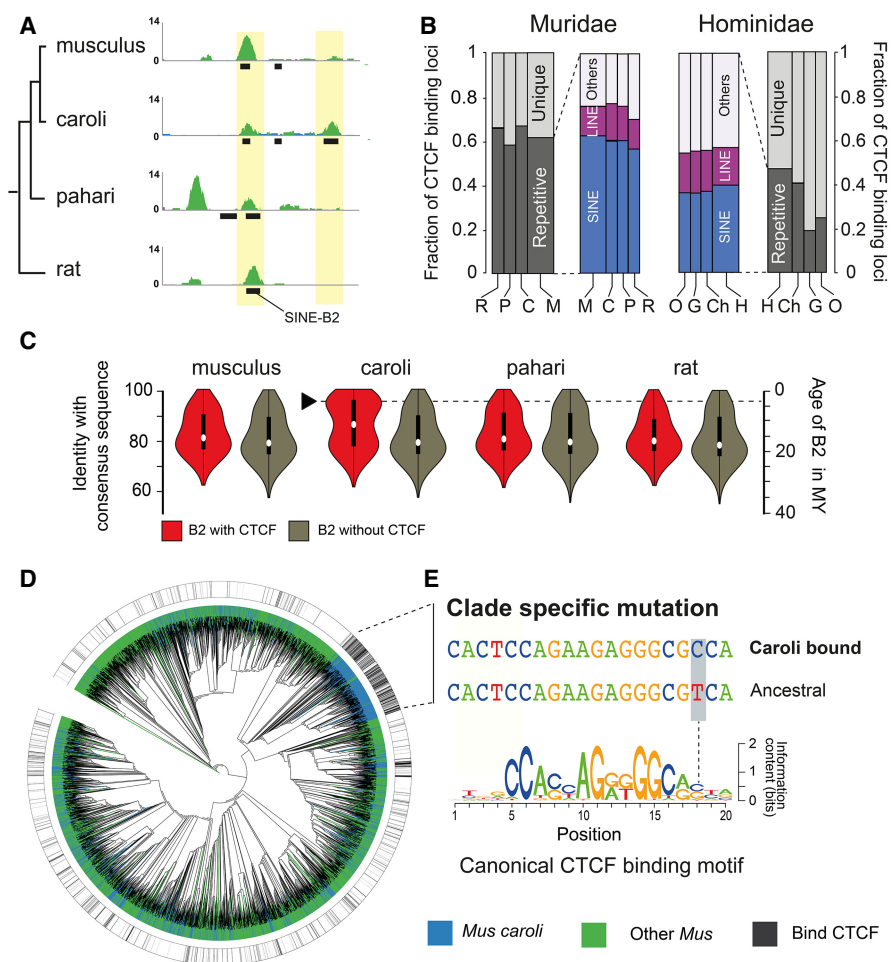 A
musculus
14
0
caroli
14
0
pahari
14
0
rat
14
0
SINE-B2
B
Muridae
Hominidae
Fraction of CTCF binding loci
1
0.8
0.6
0.4
0.2
0
Unique
Repetitive
Others
LINE
SINE
Others
LINE
SINE
Unique
Repetitive
1
0.8
0.6
0.4
0.2
0
Fraction of CTCF binding loci
R P C M
M C P R
O G Ch H
H Ch G O
C
musculus
caroli
pahari
rat
Identity with
consensus sequence
100
80
60
0
20
40
Age of B2 in MY
B2 with CTCF
B2 without CTCF
D
E
Clade specific mutation
CACTCCAGAAGAGGGCGCCA
Caroli bound
CACTCCAGAAGAGGGCGTCA
Ancestral
2
1
0
Information
content (bits)
1 5 10 15 20
Position
Canonical CTCF binding motif
Mus caroli
Other Mus
Bind CTCF